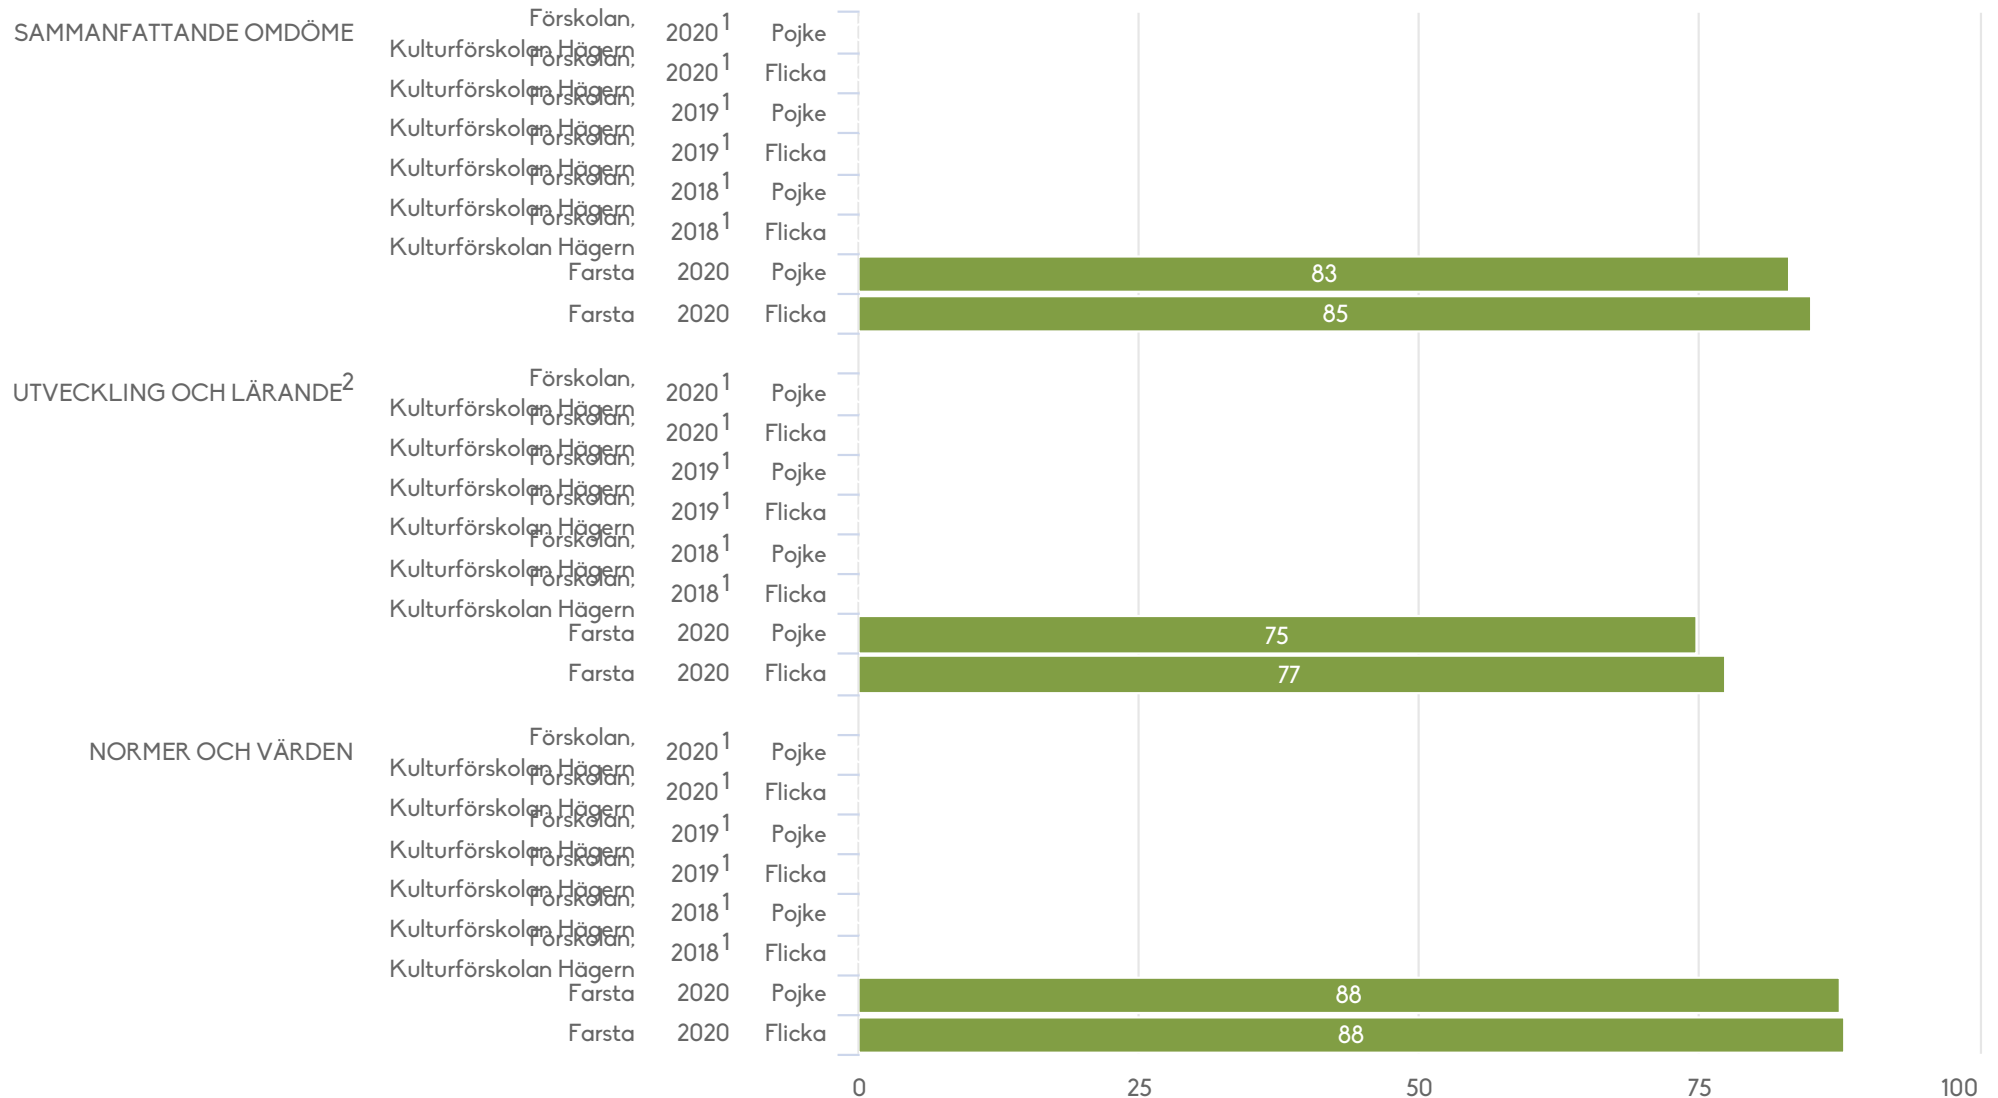 SAMMANFATTANDE OMDÖME
Förskolan,
Kulturförskolan Hägern 2020 1 Pojke
Förskolan,
Kulturförskolan Hägern 2020 1 Flicka
Förskolan,
Kulturförskolan Hägern 2019 1 Pojke
Förskolan,
Kulturförskolan Hägern 2019 1 Flicka
Förskolan,
Kulturförskolan Hägern 2018 1 Pojke
Förskolan,
Kulturförskolan Hägern 2018 1 Flicka
Farsta 2020 Pojke 83
Farsta 2020 Flicka 85
UTVECKLING OCH LÄRANDE 2
Förskolan,
Kulturförskolan Hägern 2020 1 Pojke
Förskolan,
Kulturförskolan Hägern 2020 1 Flicka
Förskolan,
Kulturförskolan Hägern 2019 1 Pojke
Förskolan,
Kulturförskolan Hägern 2019 1 Flicka
Förskolan,
Kulturförskolan Hägern 2018 1 Pojke
Förskolan,
Kulturförskolan Hägern 2018 1 Flicka
Farsta 2020 Pojke 75
Farsta 2020 Flicka 77
NORMER OCH VÄRDEN
Förskolan,
Kulturförskolan Hägern 2020 1 Pojke
Förskolan,
Kulturförskolan Hägern 2020 1 Flicka
Förskolan,
Kulturförskolan Hägern 2019 1 Pojke
Förskolan,
Kulturförskolan Hägern 2019 1 Flicka
Förskolan,
Kulturförskolan Hägern 2018 1 Pojke
Förskolan,
Kulturförskolan Hägern 2018 1 Flicka
Farsta 2020 Pojke 88
Farsta 2020 Flicka 88
0 25 50 75 100